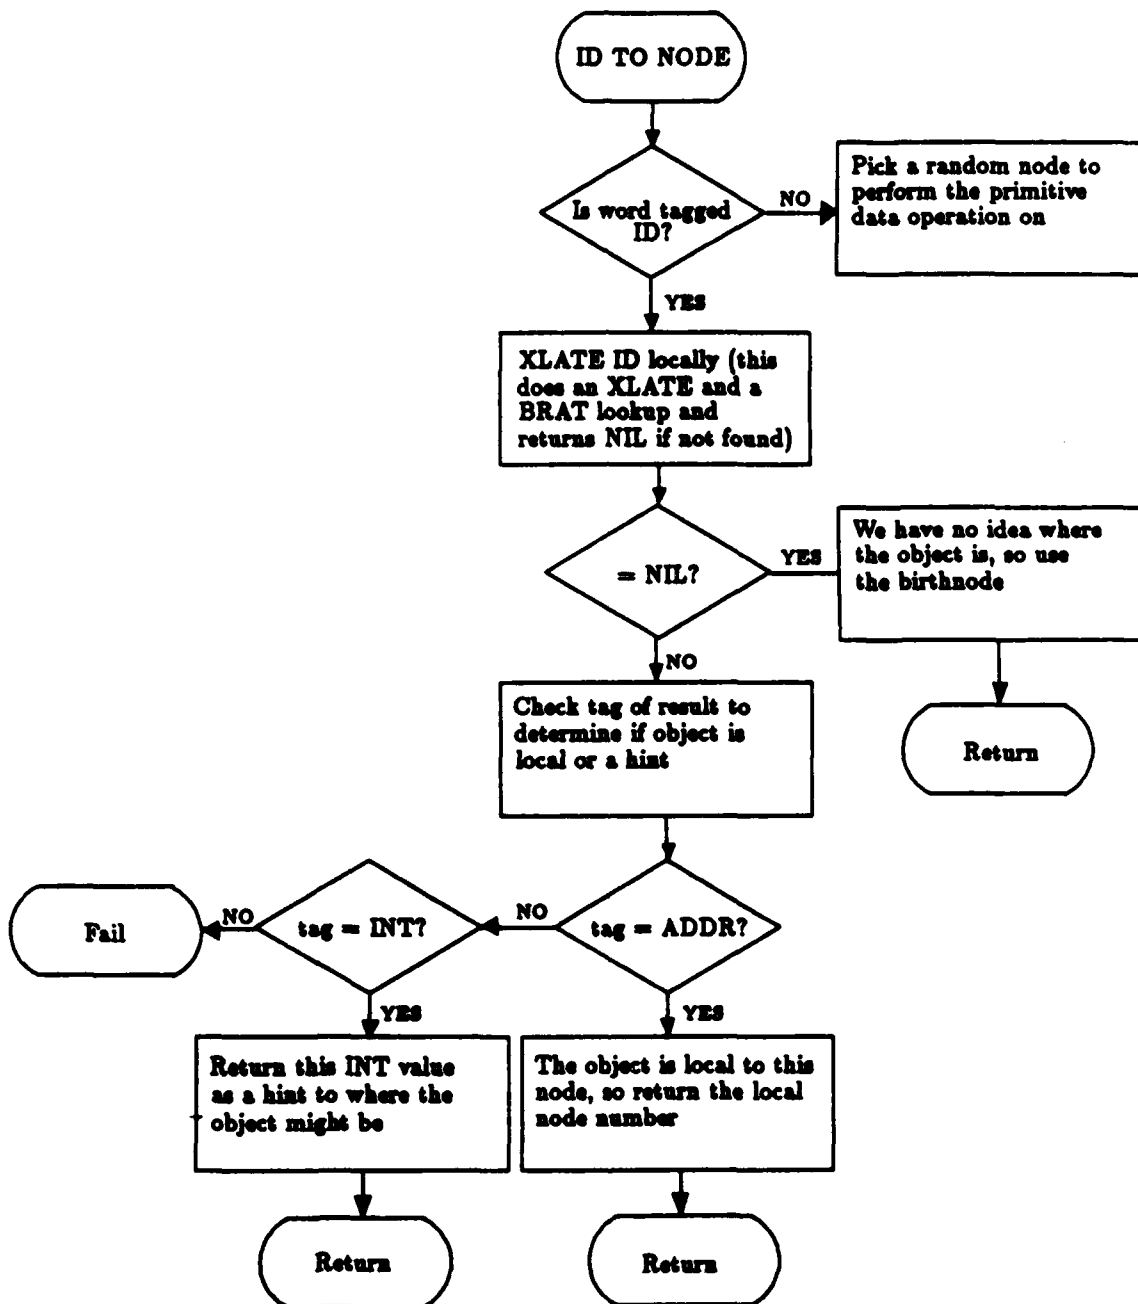 ID TO NODE
Is word tagged
ID?
NO
Pick a random node to
perform the primitive
data operation on
YES
XLATE ID locally (this
does an XLATE and a
BRAT lookup and
returns NIL if not found)
= NIL?
YES
We have no idea where
the object is, so use
the birthnode
NO
Return
Check tag of result to
determine if object is
local or a hint
Fail
NO
tag = INT?
NO
tag = ADDR?
YES
YES
Return this INT value
as a hint to where the
object might be
The object is local to this
node, so return the local
node number
Return
Return